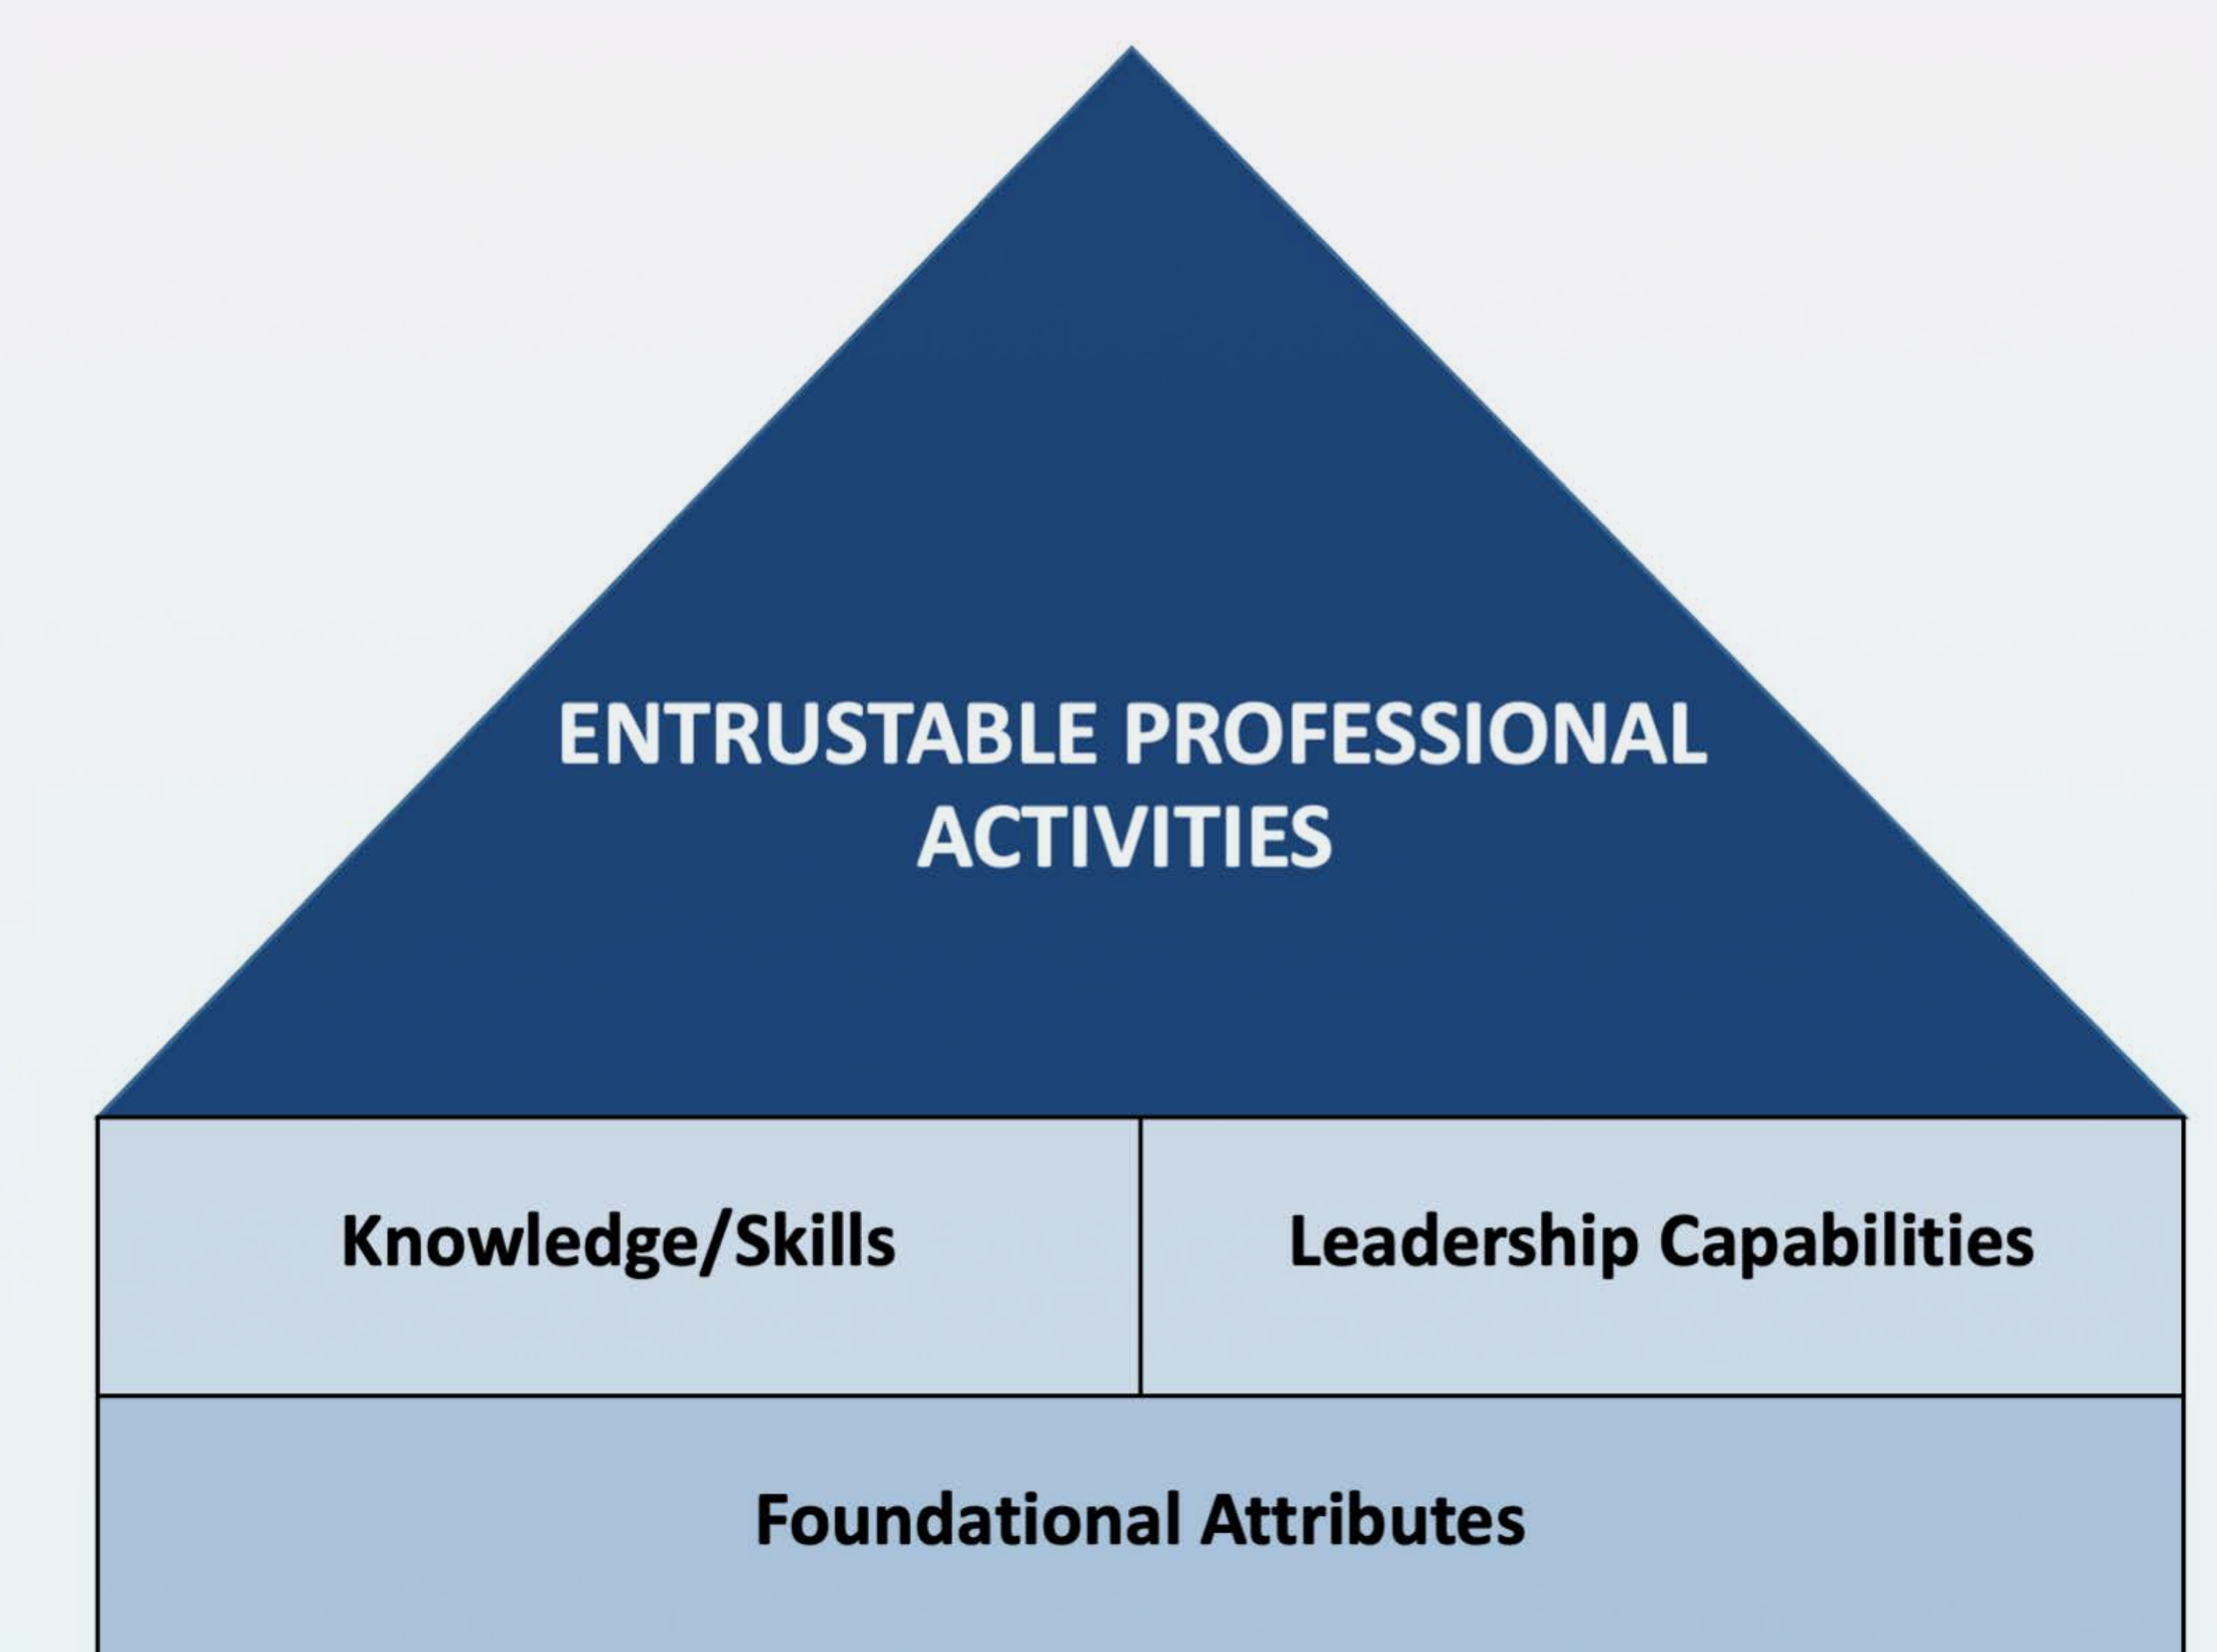 ENTRUSTABLE PROFESSIONAL
ACTIVITIES
Knowledge/Skills
Leadership Capabilities
Foundational Attributes